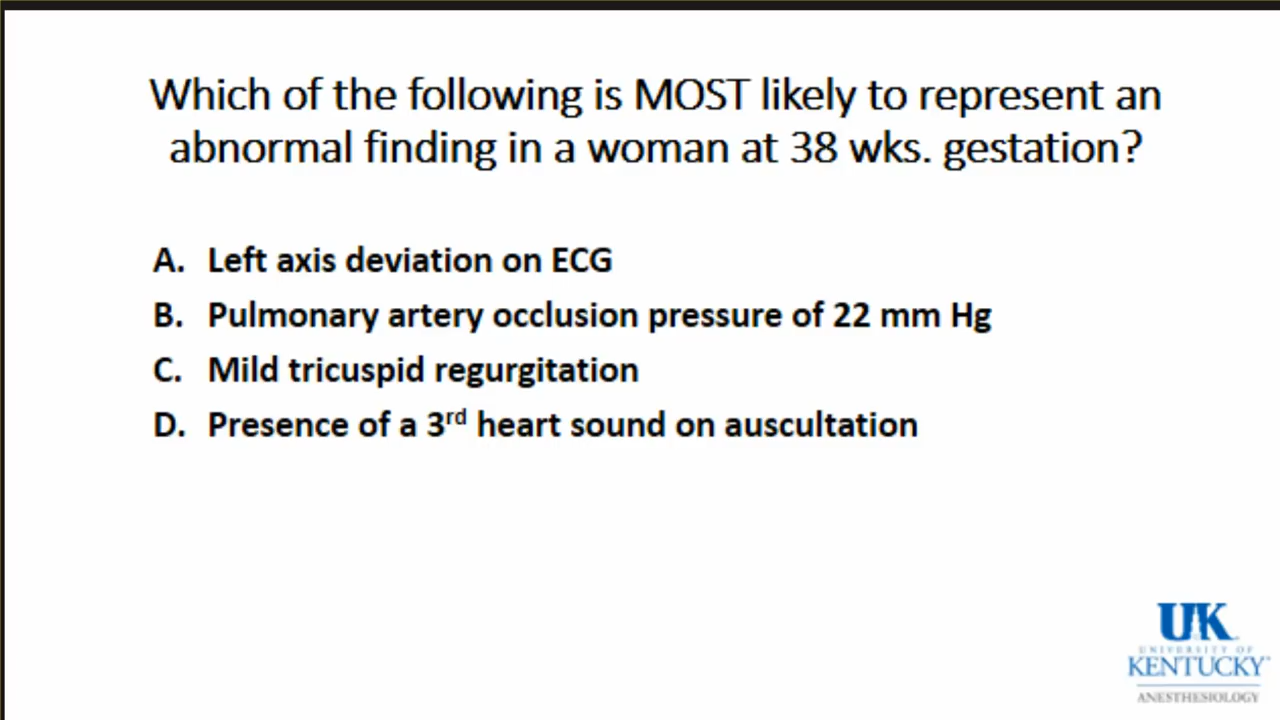 Which of the following is MOST likely to represent an
abnormal finding in a woman at 38 wks. gestation?
A. Left axis deviation on ECG
B. Pulmonary artery occlusion pressure of 22 mm Hg
C. Mild tricuspid regurgitation
D. Presence of a 3rd heart sound on auscultation
UK
UNIVERSITY OF
KENTUCKY
ANESTHESIOLOGY